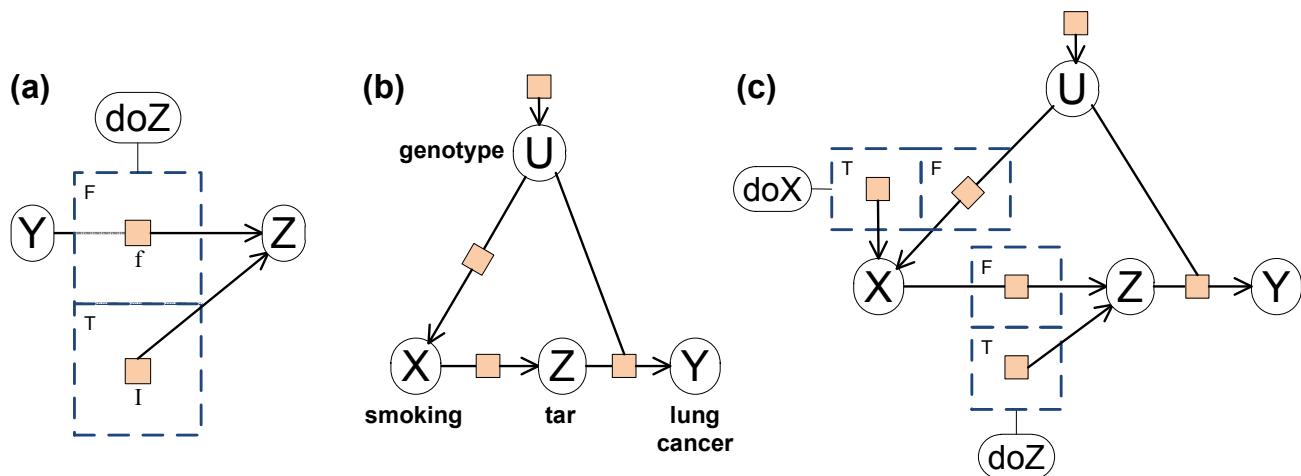 (a)
doZ
F
Y
f
Z
T
I
(b)
genotype
U
X
Z
Y
smoking
tar
lung
cancer
(c)
U
doX
T
F
X
F
Z
Y
T
doZ